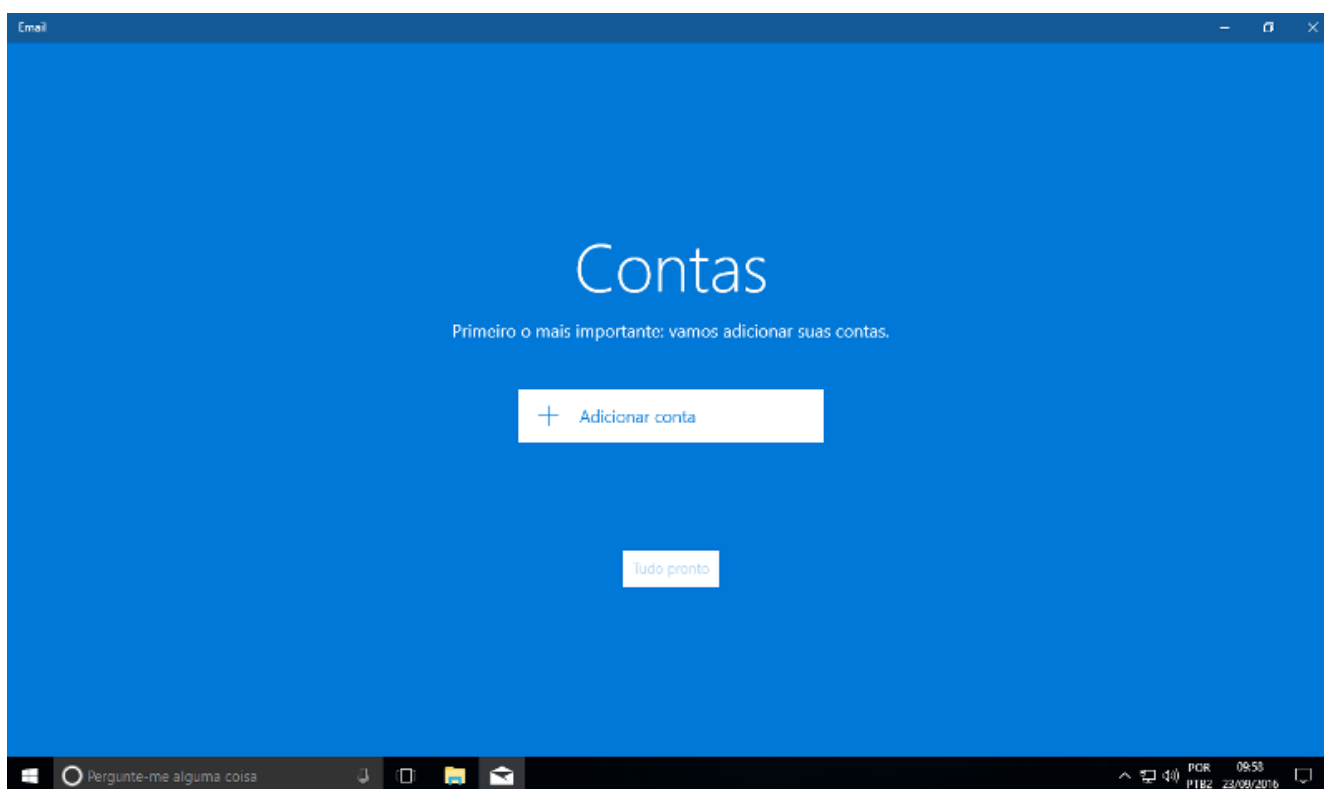 Email
Contas
Primeiro o mais importante: vamos adicionar suas contas.
Adicionar conta
Tudo pronto
Pergunte-me alguma coisa
POR 09:53
PTB2 23/09/2016